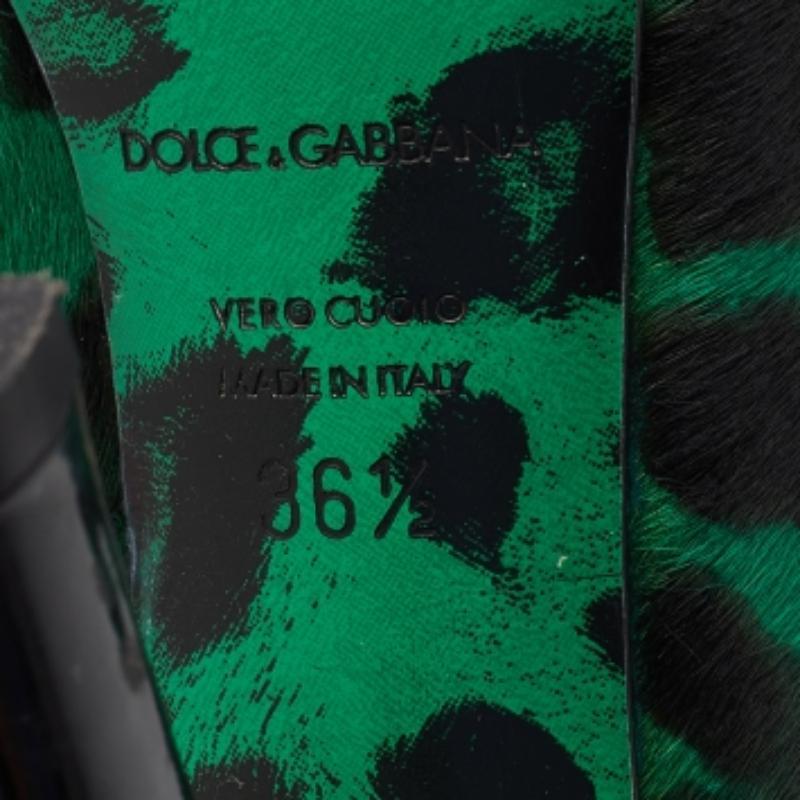 DOLCE & GABBANA
VERO CUOIO
MADE IN ITALY
36½